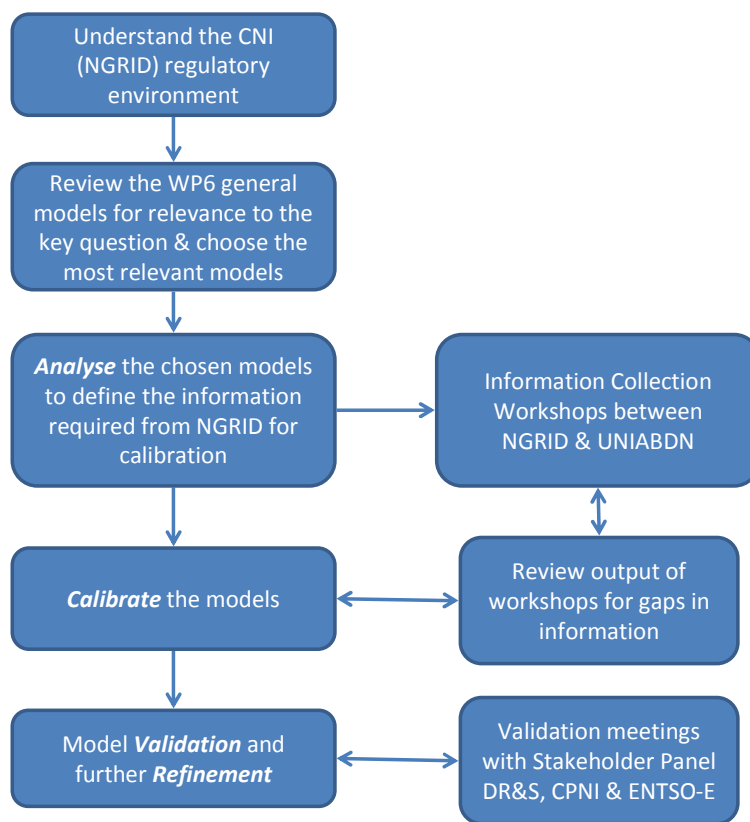 Understand the CNI
(NGRID) regulatory
environment
Review the WP6 general
models for relevance to the
key question & choose the
most relevant models
Analyse the chosen models
to define the information
required from NGRID for
calibration
Information Collection
Workshops between
NGRID & UNIABDN
Calibrate the models
Review output of
workshops for gaps in
information
Model Validation and
further Refinement
Validation meetings
with Stakeholder Panel
DR&S, CPNI & ENTSO-E